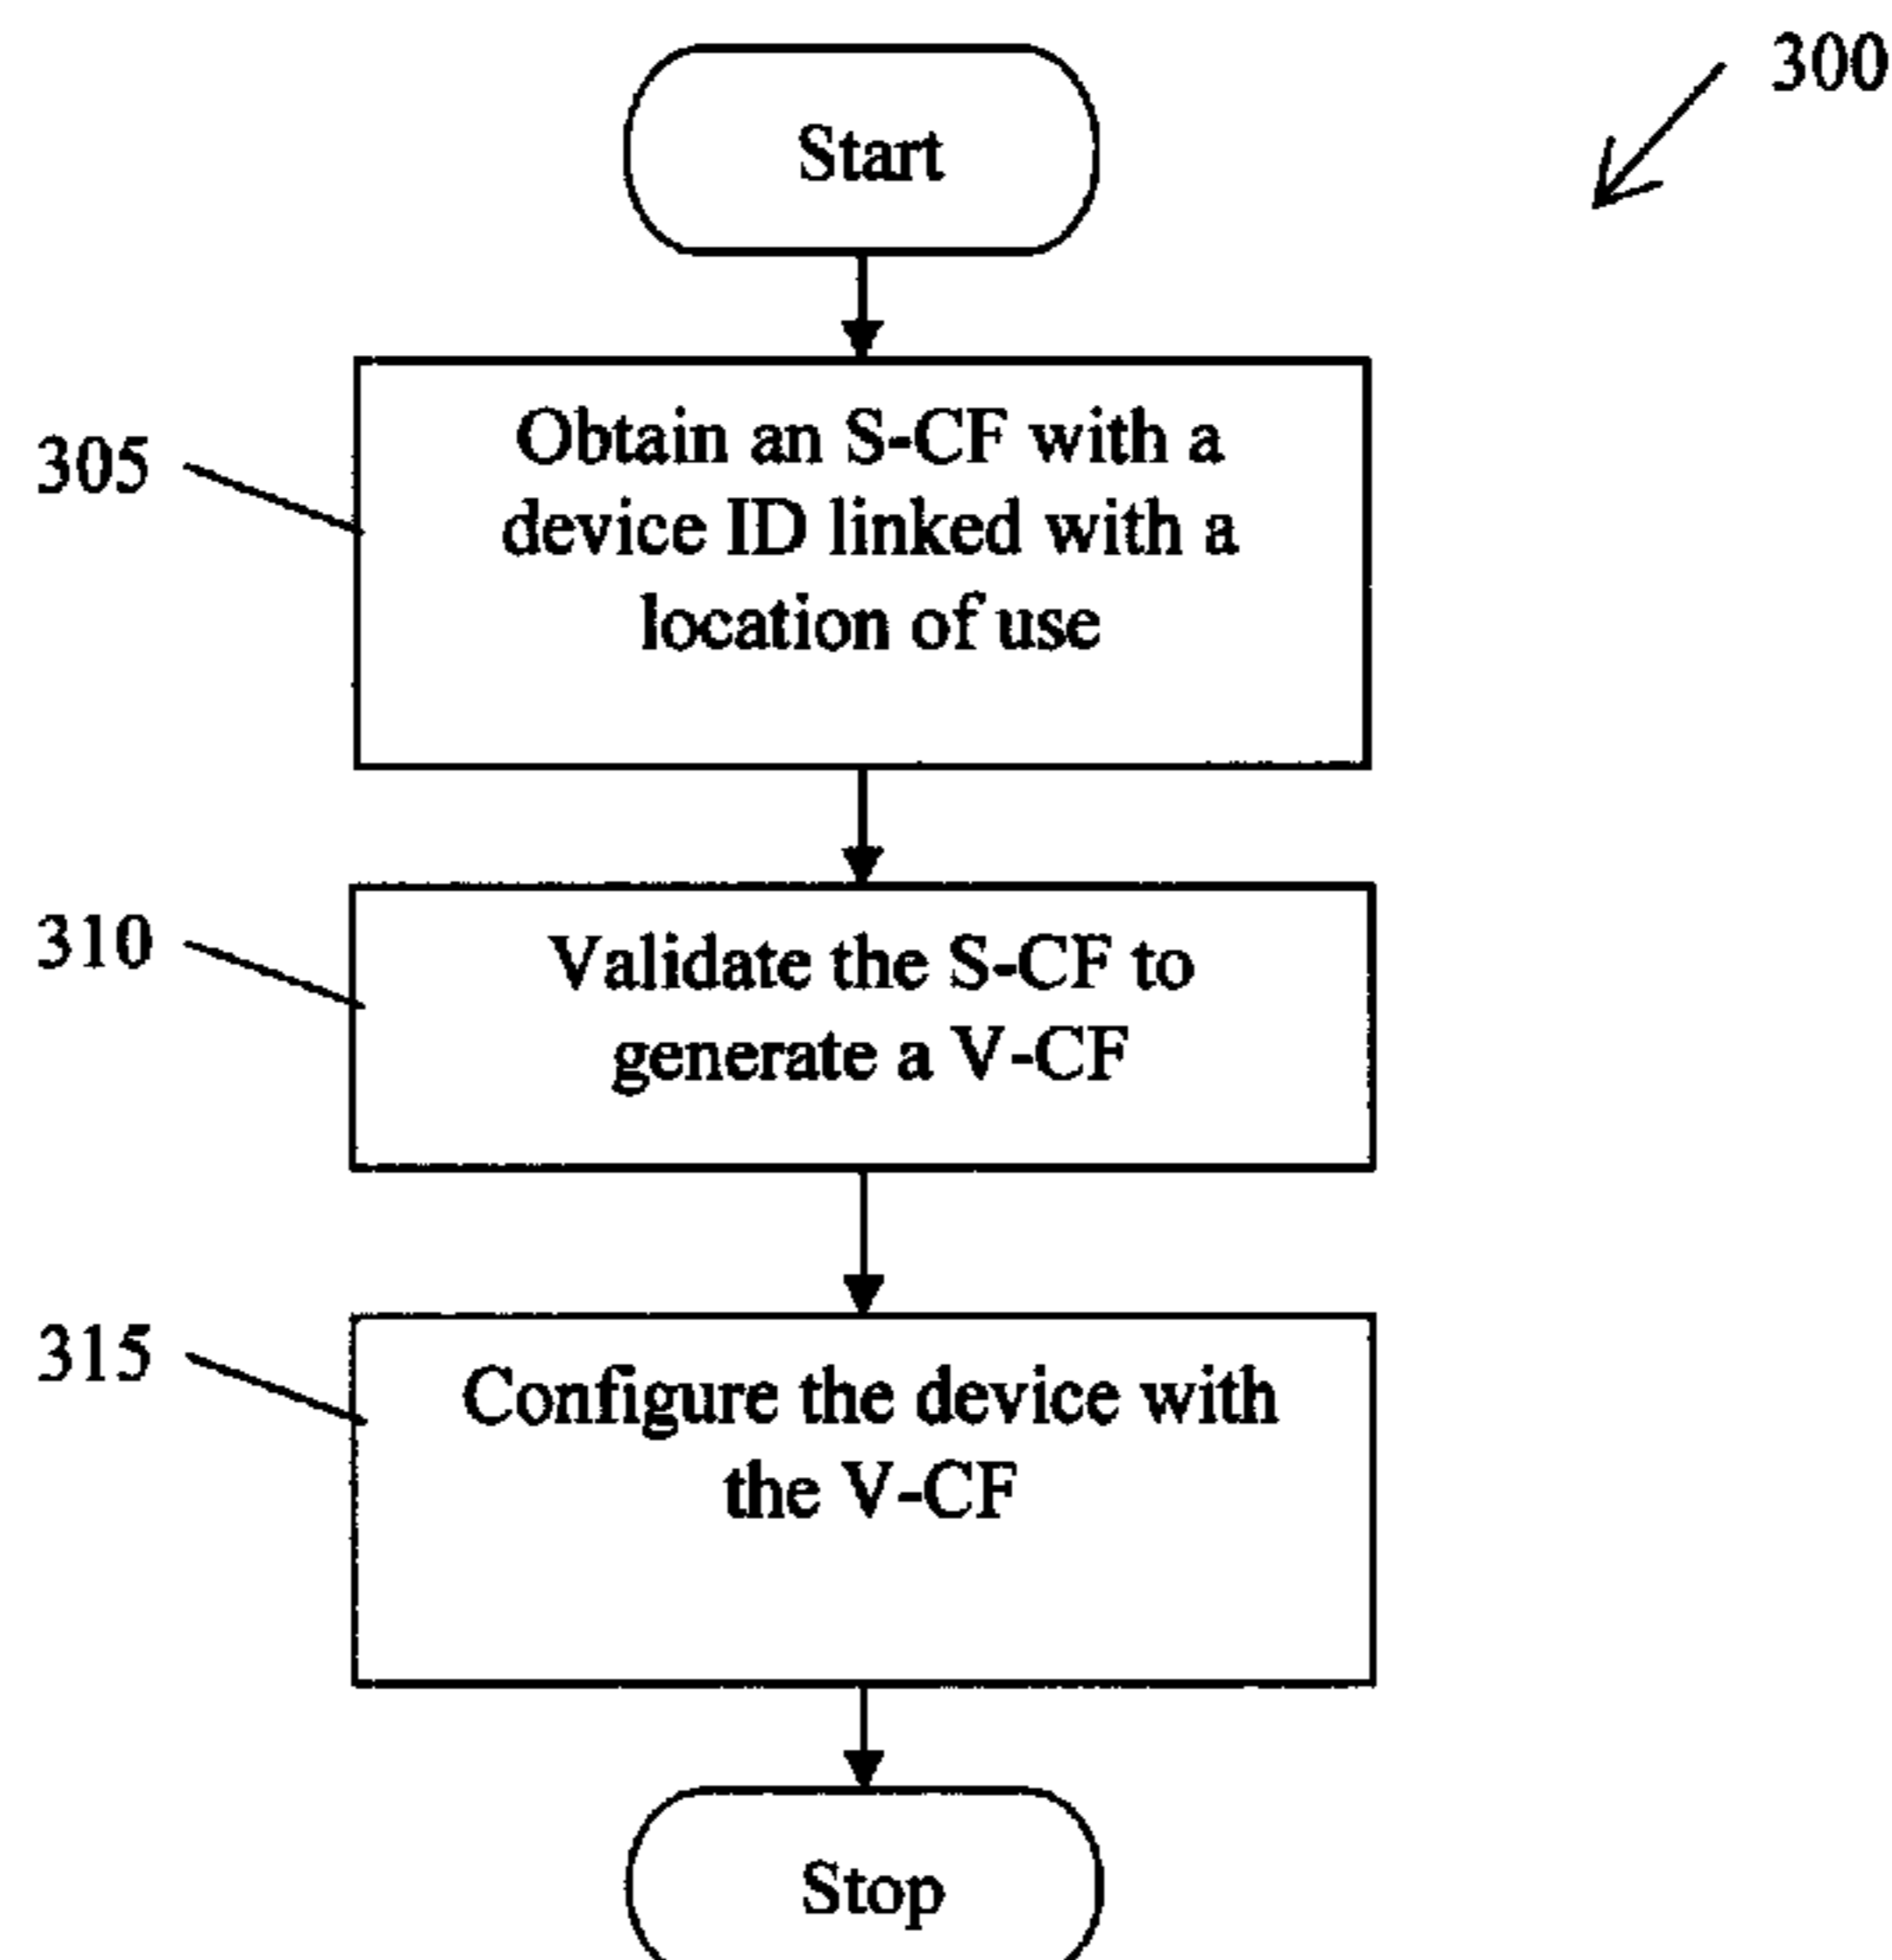 300
Start
305
Obtain an S-CF with a
device ID linked with a
location of use
310
Validate the S-CF to
generate a V-CF
315
Configure the device with
the V-CF
Stop